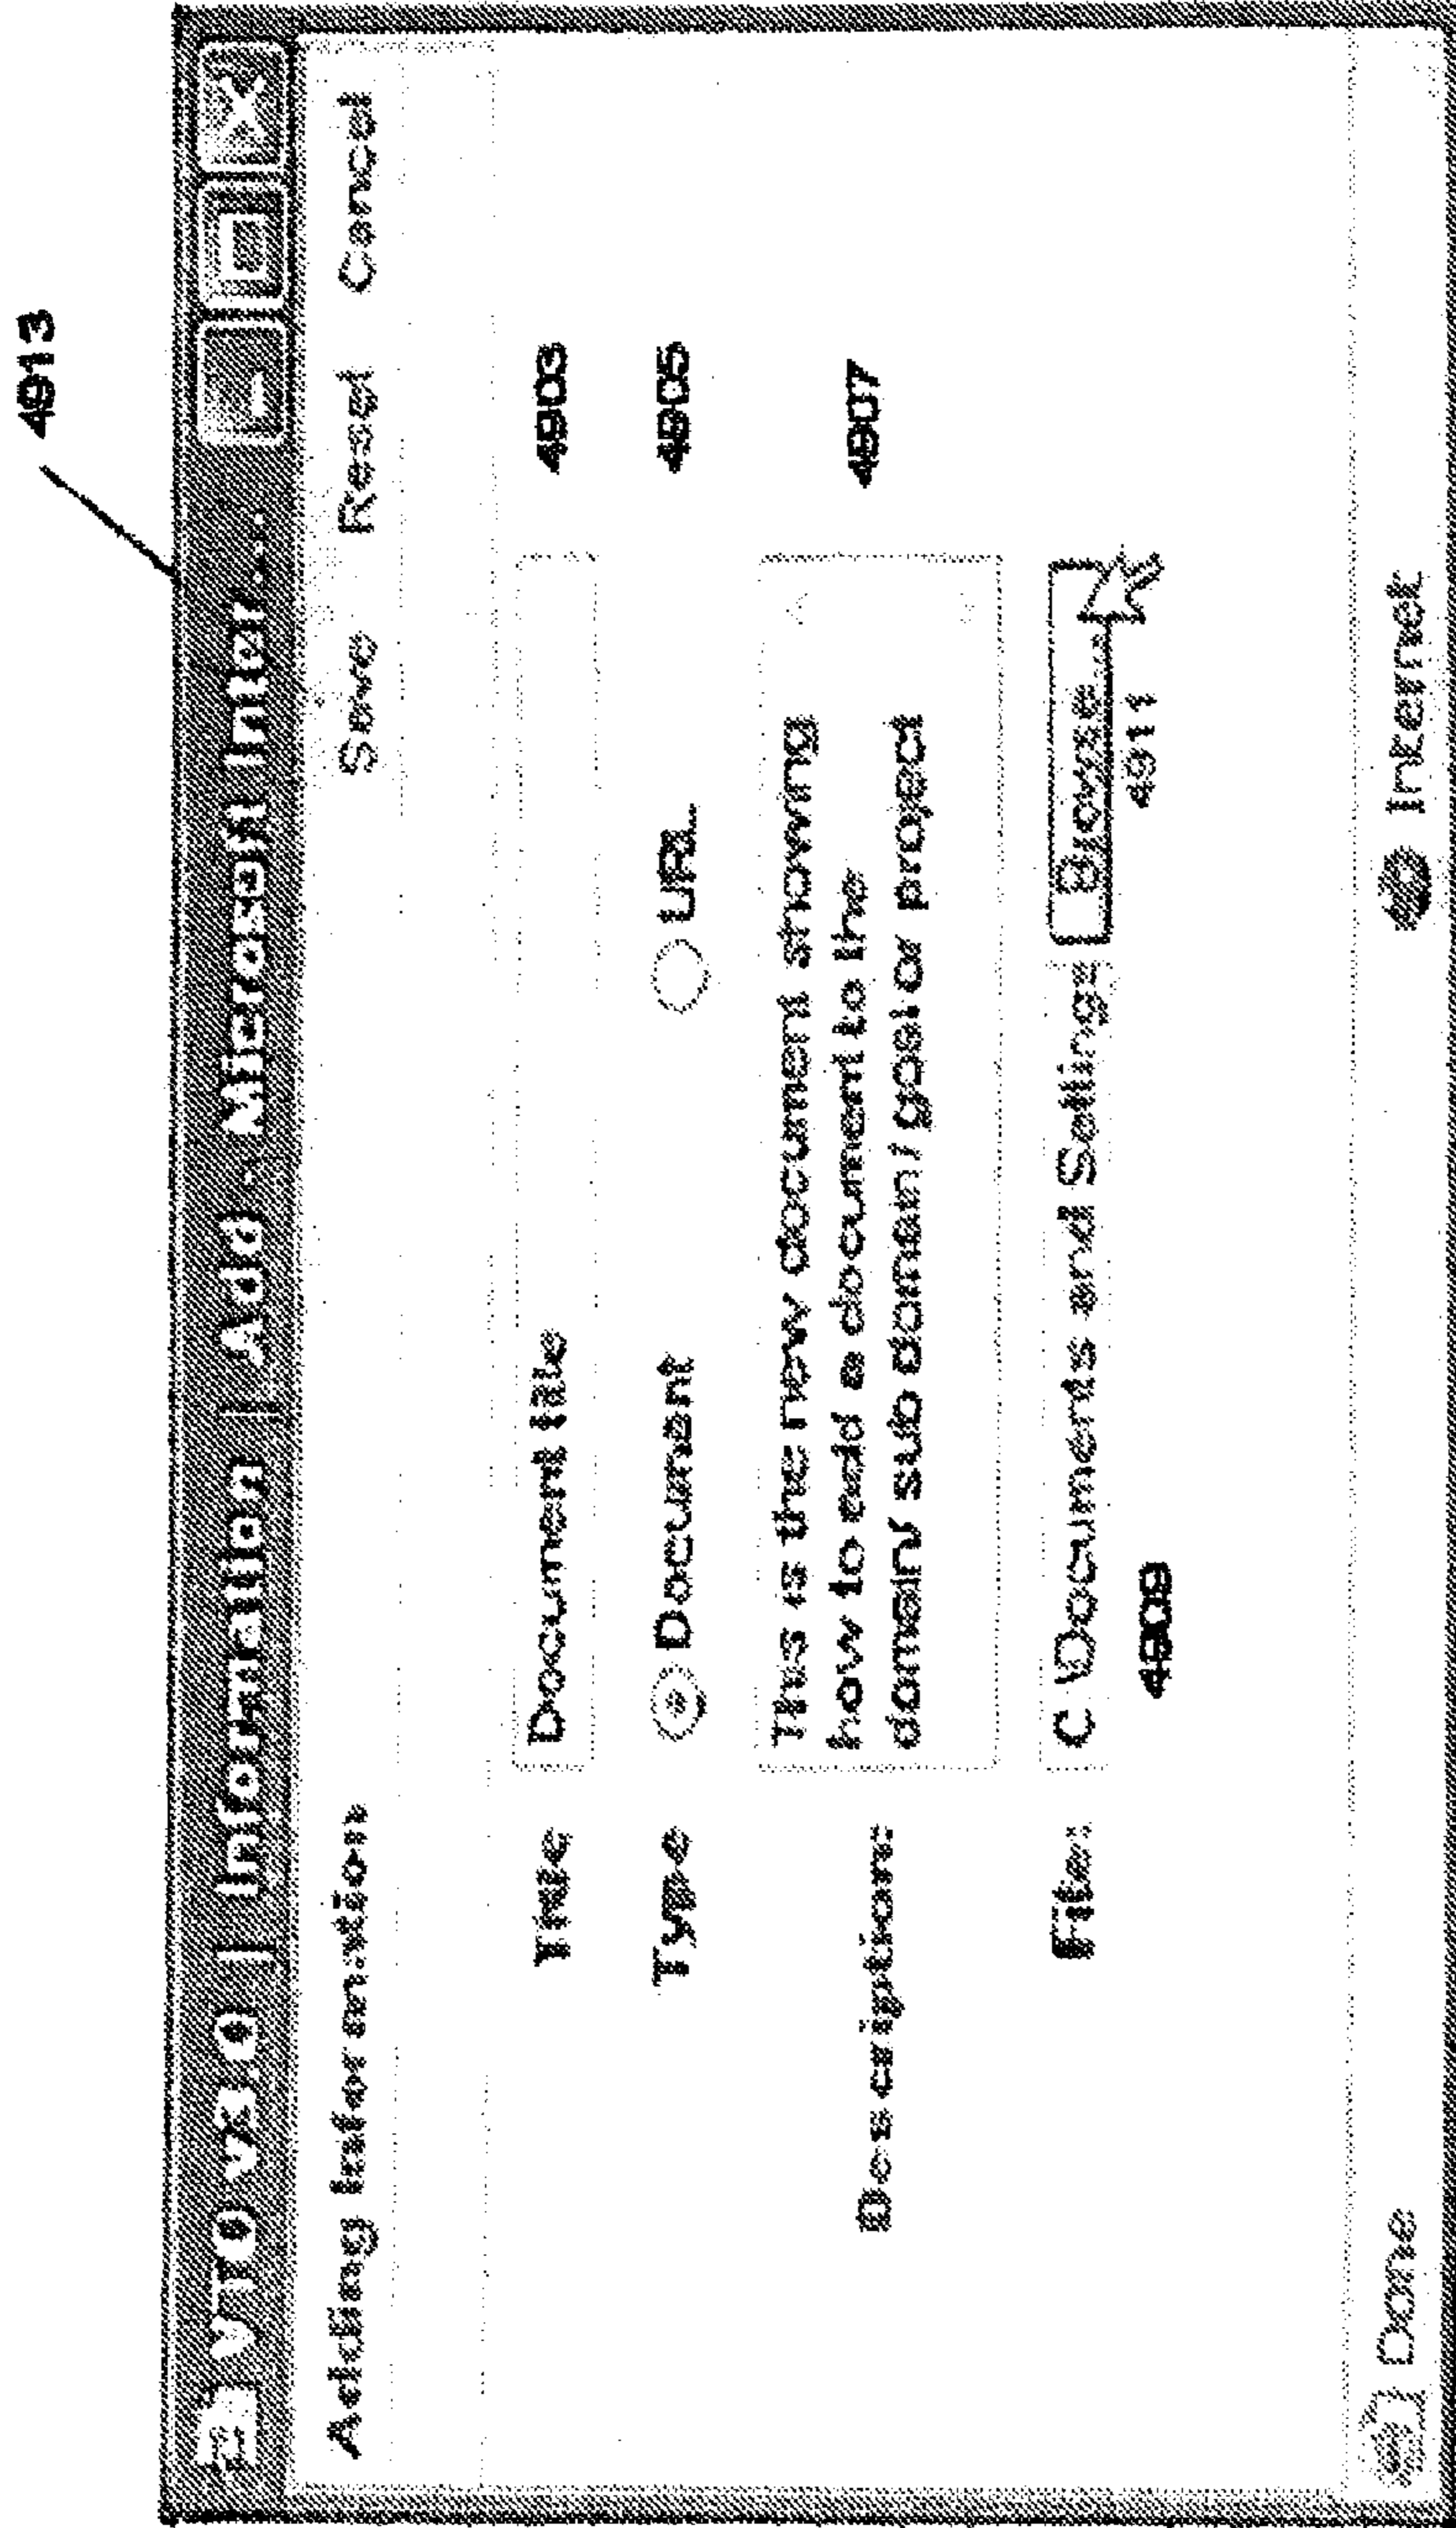 4913
VTO v3.0 | Information | Add - Microsoft Inter...
Adding Information Save Reset Cancel
Title Document title 4903
Type Document URL 4905
This is the new document showing
how to add a document to the
domain/ sub domain / goal or project
Description: 4907
File: C \Documents and Setting Browse...
4909 4911
Done Internet